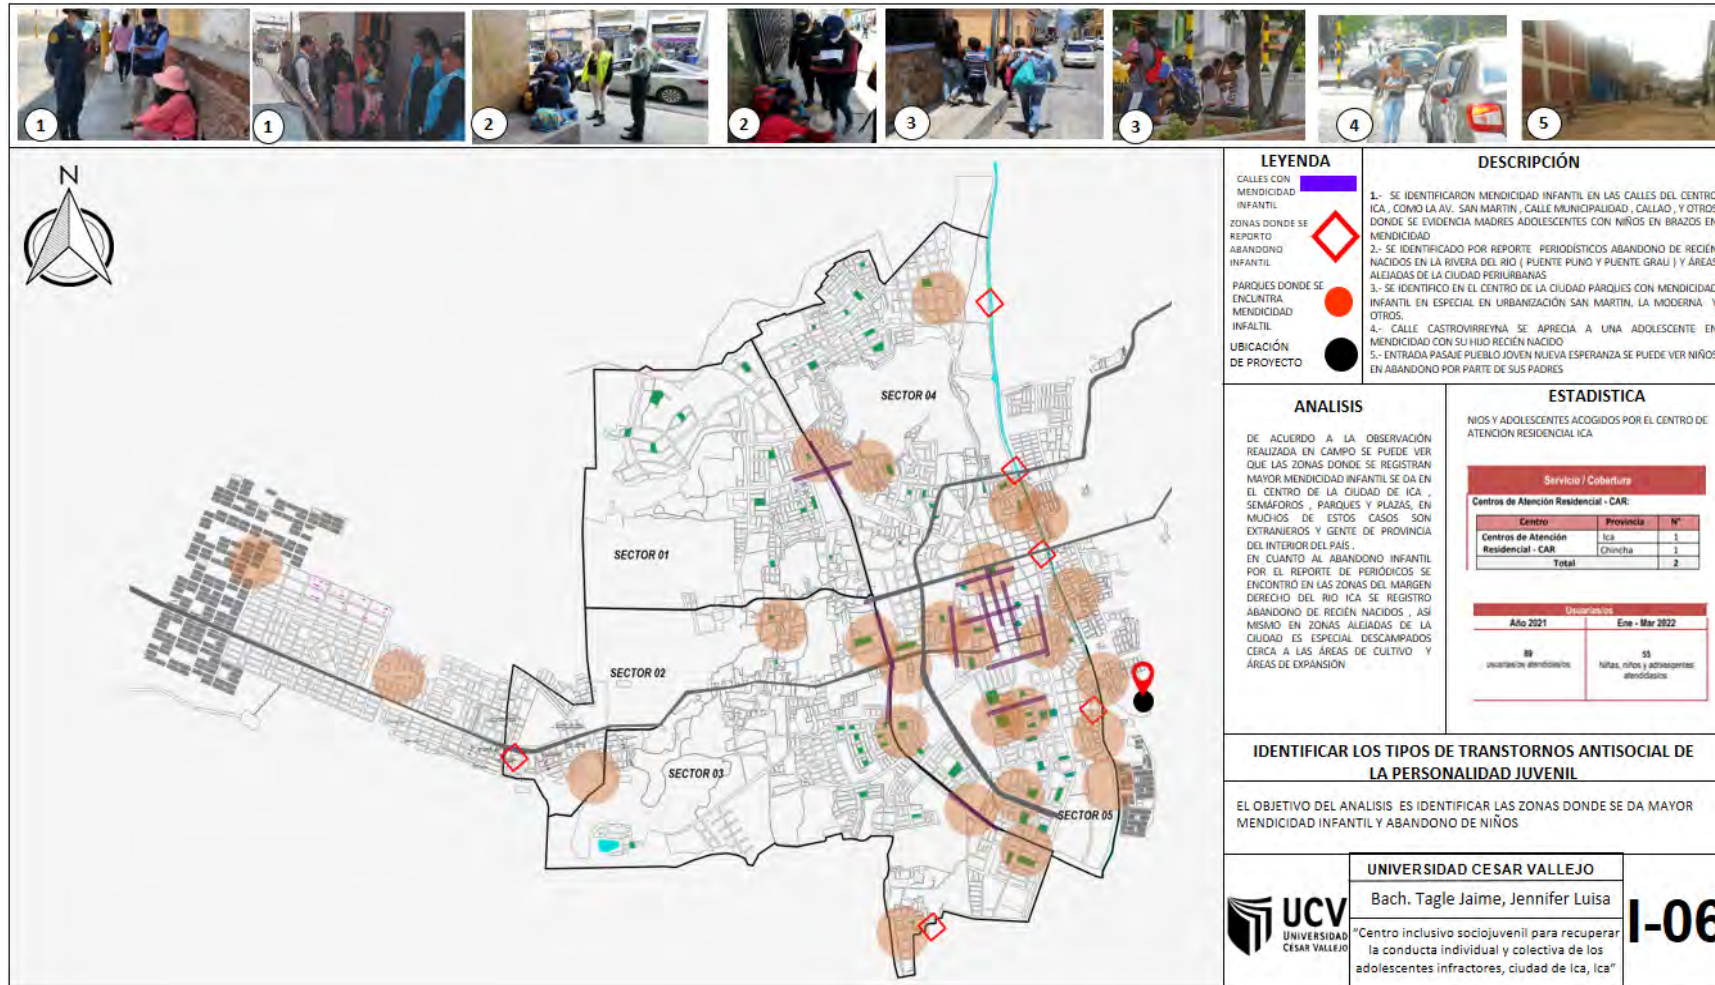 1
1
2
2
3
3
4
5
N
SECTOR 04
SECTOR 01
SECTOR 02
SECTOR 03
SECTOR 05
LEYENDA
CALLES CON
MENDICIDAD
INFANTIL
ZONAS DONDE SE
REPORTO
ABANDONO
INFANTIL
PARQUES DONDE SE
ENCUNTRA
MENDICIDAD
INFALTIL
UBICACIÓN
DE PROYECTO
DESCRIPCIÓN
1.- SE IDENTIFICARON MENDICIDAD INFANTIL EN LAS CALLES DEL CENTRO
ICA , COMO LA AV. SAN MARTIN , CALLE MUNICIPALIDAD , CALLAO , Y OTROS
DONDE SE EVIDENCIA MADRES ADOLESCENTES CON NIÑOS EN BRAZOS EN
MENDICIDAD
2.- SE IDENTIFICADO POR REPORTE PERIODÍSTICOS ABANDONO DE RECIÉN
NACIDOS EN LA RIVERA DEL RIO ( PUENTE PUNO Y PUENTE GRAU ) Y ÁREAS
ALEJADAS DE LA CIUDAD PERIURBANAS
3.- SE IDENTIFICO EN EL CENTRO DE LA CIUDAD PÁRQUES CON MENDICIDAD
INFANTIL EN ESPECIAL EN URBANIZACIÓN SAN MARTIN, LA MODERNA Y
OTROS.
4.- CALLE CASTROVIRREYNA SE APRECIA A UNA ADOLESCENTE EN
MENDICIDAD CON SU HIJO RECIÉN NACIDO
5.- ENTRADA PASAJE PUEBLO JOVEN NUEVA ESPERANZA SE PUEDE VER NIÑOS
EN ABANDONO POR PARTE DE SUS PADRES
ANALISIS
DE ACUERDO A LA OBSERVACIÓN
REALIZADA EN CAMPO SE PUEDE VER
QUE LAS ZONAS DONDE SE REGISTRAN
MAYOR MENDICIDAD INFANTIL SE DA EN
EL CENTRO DE LA CIUDAD DE ICA ,
SEMÁFOROS , PARQUES Y PLAZAS, EN
MUCHOS DE ESTOS CASOS SON
EXTRANJEROS Y GENTE DE PROVINCIA
DEL INTERIOR DEL PAÍS .
EN CUANTO AL ABANDONO INFANTIL
POR EL REPORTE DE PERIÓDICOS SE
ENCONTRÓ EN LAS ZONAS DEL MARGEN
DERECHO DEL RIO ICA SE REGISTRO
ABANDONO DE RECIÉN NACIDOS , ASÍ
MISMO EN ZONAS ALEJADAS DE LA
CIUDAD ES ESPECIAL DESCAMPADOS
CERCA A LAS ÁREAS DE CULTIVO Y
ÁREAS DE EXPANSIÓN
ESTADISTICA
NIOS Y ADOLESCENTES ACOGIDOS POR EL CENTRO DE
ATENCION RESIDENCIAL ICA
Servicio / Cobertura
Centros de Atención Residencial - CAR:
Centro Provincia N°
Centros de Atención Ica 1
Residencial - CAR Chincha 1
Total 2
Usuarias/os
Año 2021 Ene - Mar 2022
89 55
usuarias/os atendidas/os Niñas, niños y adolescentes
atendidas/os
IDENTIFICAR LOS TIPOS DE TRANSTORNOS ANTISOCIAL DE
LA PERSONALIDAD JUVENIL
EL OBJETIVO DEL ANALISIS ES IDENTIFICAR LAS ZONAS DONDE SE DA MAYOR
MENDICIDAD INFANTIL Y ABANDONO DE NIÑOS
UCV
UNIVERSIDAD
CÉSAR VALLEJO
UNIVERSIDAD CESAR VALLEJO
Bach. Tagle Jaime, Jennifer Luisa
"Centro inclusivo sociojuvenil para recuperar
la conducta individual y colectiva de los
adolescentes infractores, ciudad de Ica, Ica"
I-06